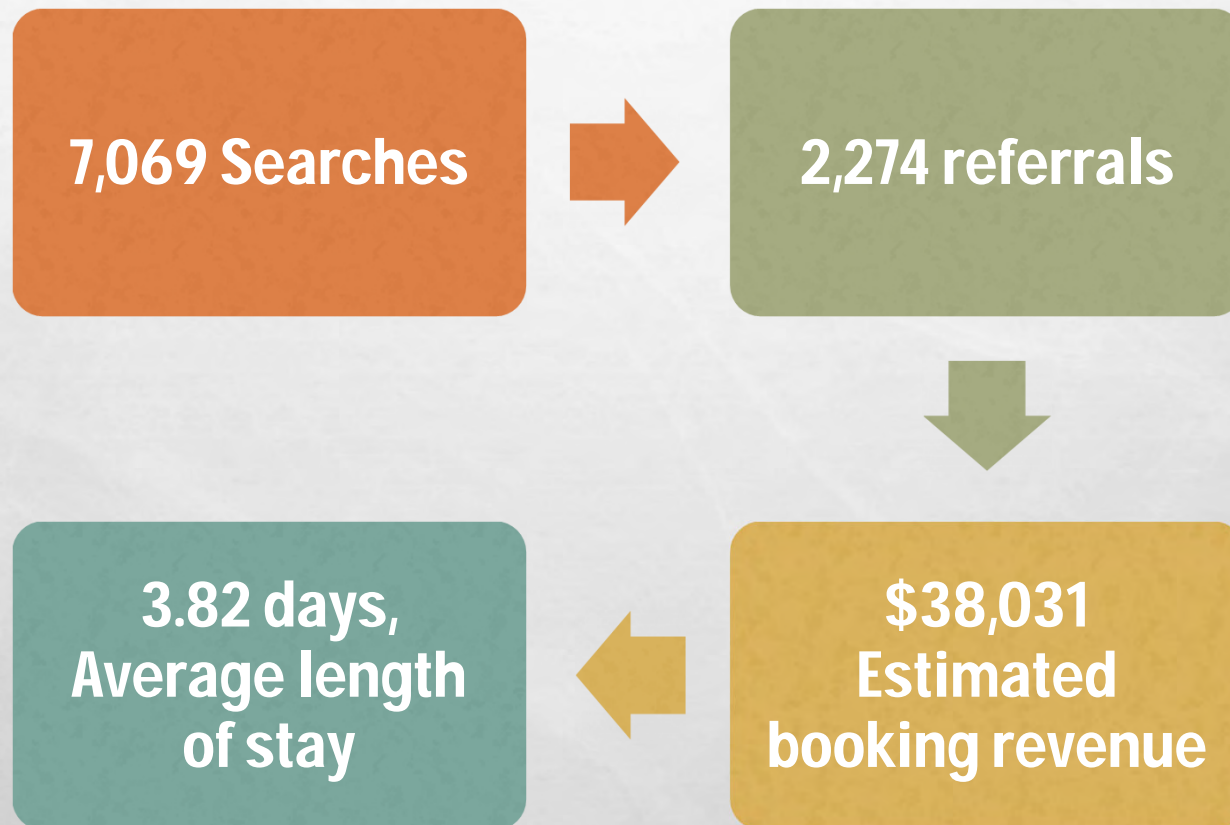 7,069 Searches
2,274 referrals
$38,031
Estimated
booking revenue
3.82 days,
Average length
of stay